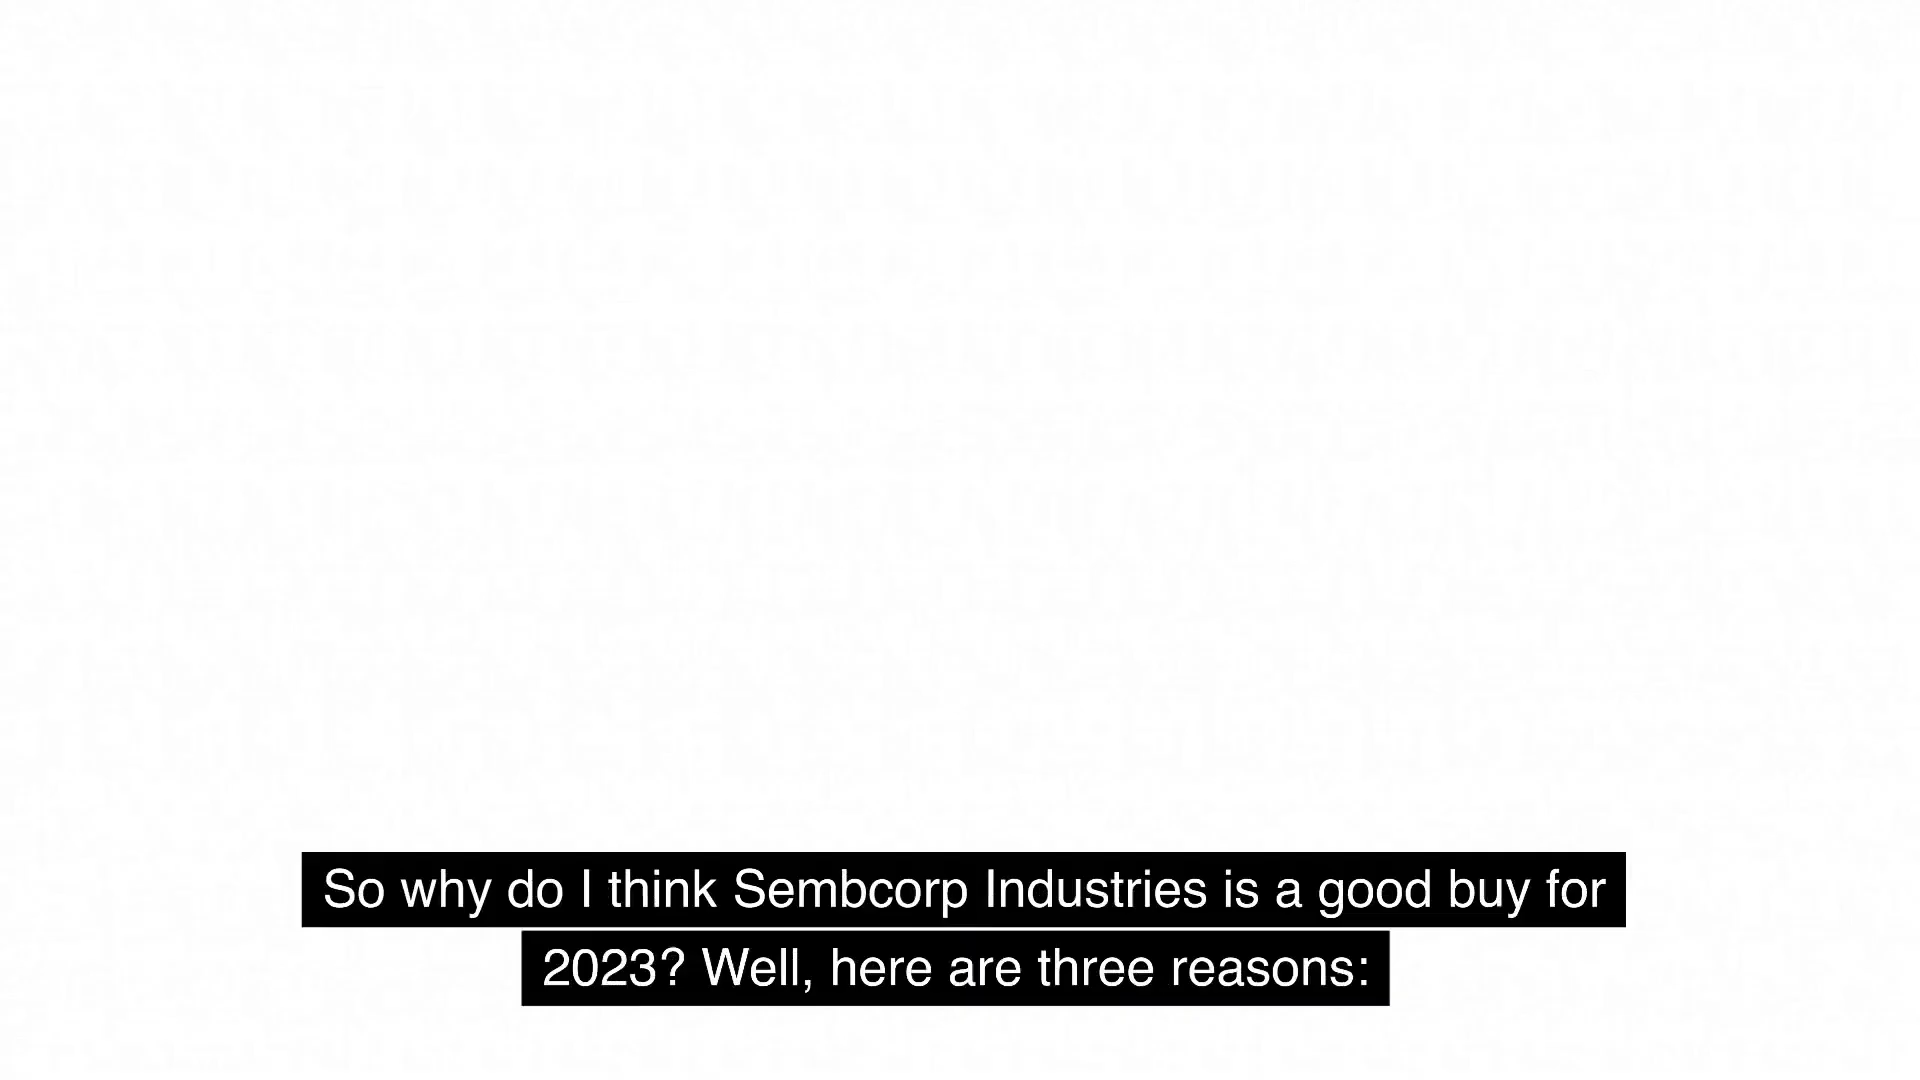 So why do I think Sembcorp Industries is a good buy for
2023? Well, here are three reasons: